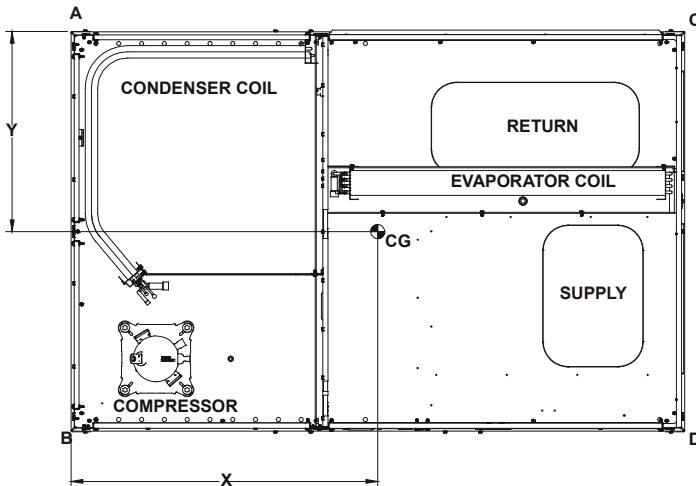 A
C
CONDENSER COIL
Y
RETURN
EVAPORATOR COIL
CG
SUPPLY
COMPRESSOR
B
D
X